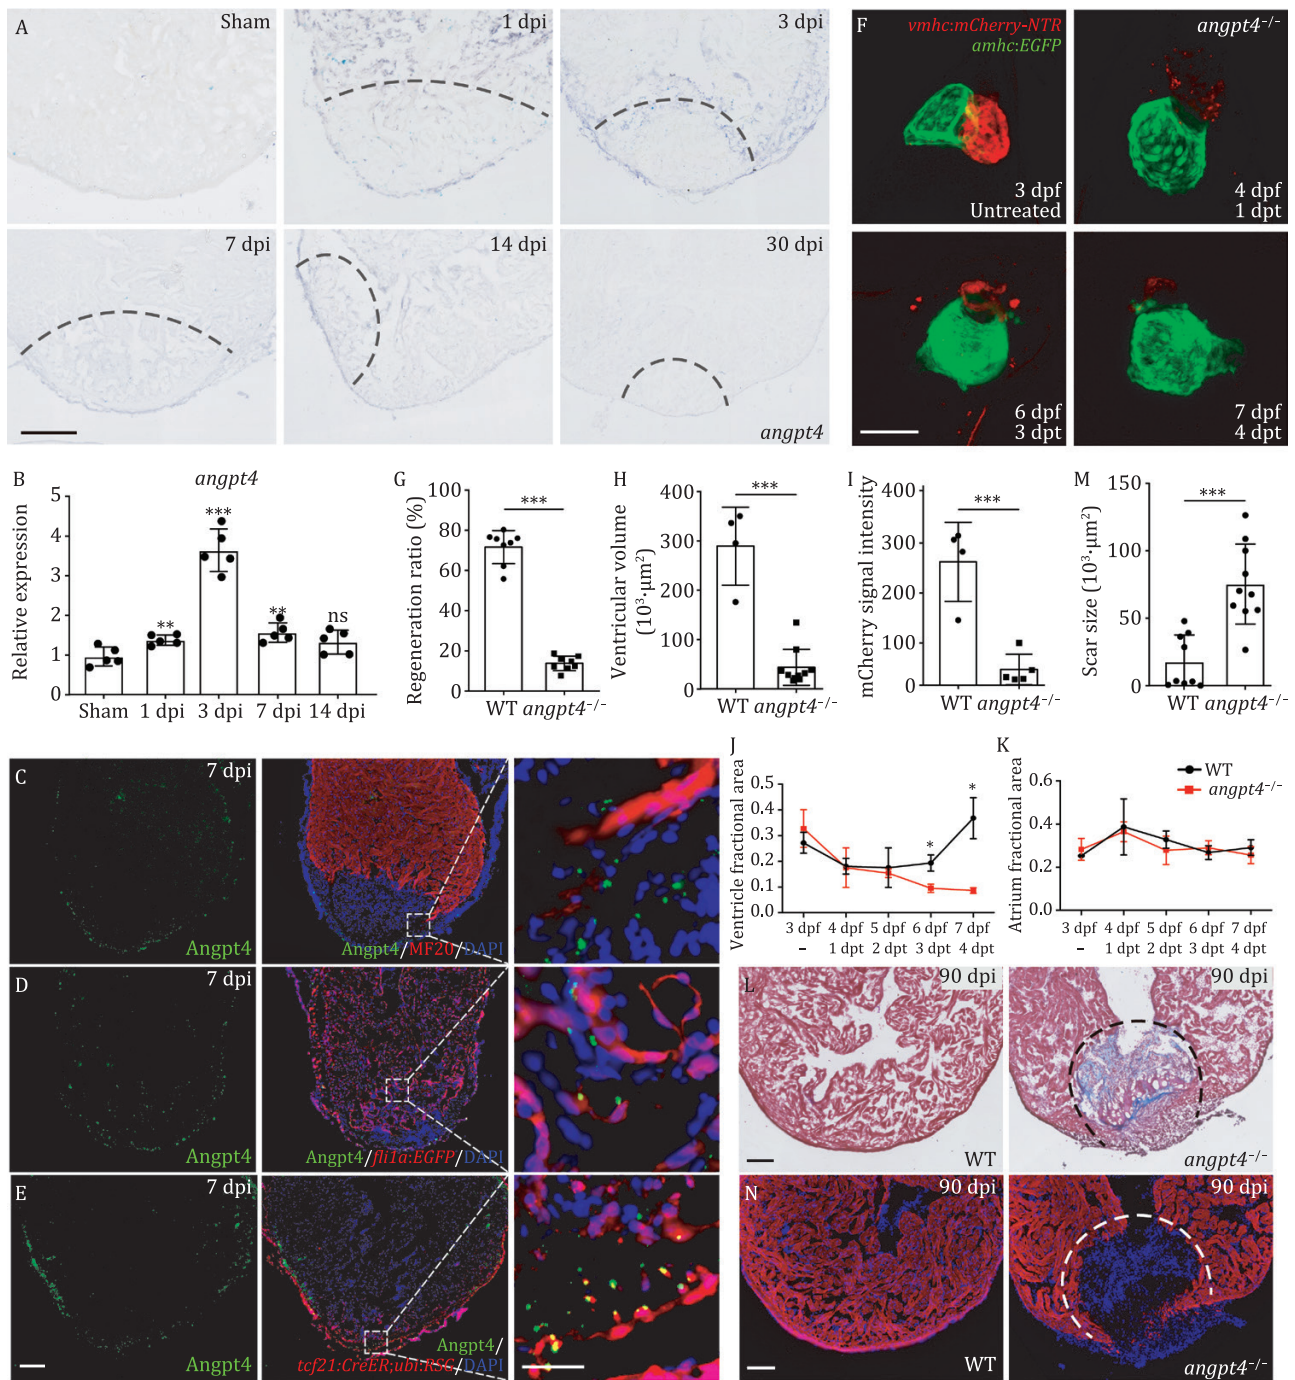 A
Sham
1 dpi
3 dpi
7 dpi
14 dpi
30 dpi
angpt4
F
vmhc:mCherry-NTR
amhc:EGFP
3 dpf
Untreated
angpt4⁻/⁻
4 dpf
1 dpt
6 dpf
3 dpt
7 dpf
4 dpt
B
angpt4
Relative expression
5
4
3
2
1
0
** *** ** ns
Sham 1 dpi 3 dpi 7 dpi 14 dpi
G
Regeneration ratio (%)
80
60
40
20
0
***
WT angpt4⁻/⁻
H
Ventricular volume
(10³·μm²)
400
300
200
100
0
***
WT angpt4⁻/⁻
I
mCherry signal intensity
400
300
200
100
0
***
WT angpt4⁻/⁻
M
Scar size (10³·μm²)
150
100
50
0
***
WT angpt4⁻/⁻
C
7 dpi
Angpt4
Angpt4/MF20/DAPI
D
7 dpi
Angpt4
Angpt4/fli1a:EGFP/DAPI
E
7 dpi
Angpt4
Angpt4/
tcf21:CreER;ubi:RSG/DAPI
J
Ventricle fractional area
0.5
0.4
0.3
0.2
0.1
0.0
* *
3 dpf 4 dpf 5 dpf 6 dpf 7 dpf
– 1 dpt 2 dpt 3 dpt 4 dpt
K
Atrium fractional area
0.6
0.4
0.2
0.0
WT
angpt4⁻/⁻
3 dpf 4 dpf 5 dpf 6 dpf 7 dpf
– 1 dpt 2 dpt 3 dpt 4 dpt
L
90 dpi
WT
90 dpi
angpt4⁻/⁻
N
90 dpi
WT
90 dpi
angpt4⁻/⁻